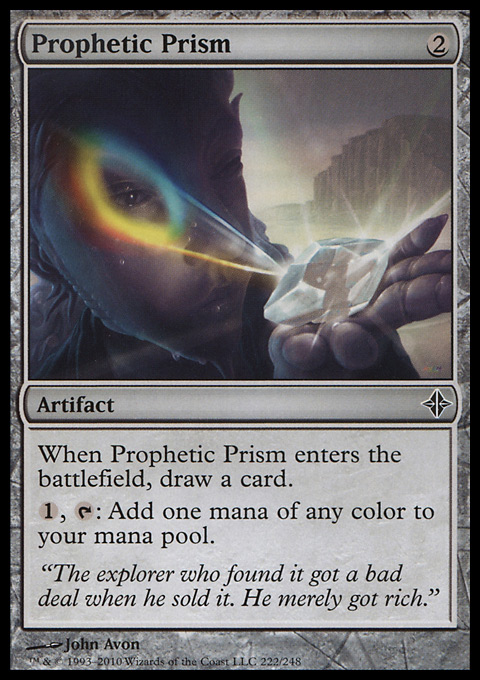 Prophetic Prism 2
Artifact
When Prophetic Prism enters the
battlefield, draw a card.
1, : Add one mana of any color to
your mana pool.
“The explorer who found it got a bad
deal when he sold it. He merely got rich.”
John Avon
™ & © 1993–2010 Wizards of the Coast LLC 222/248